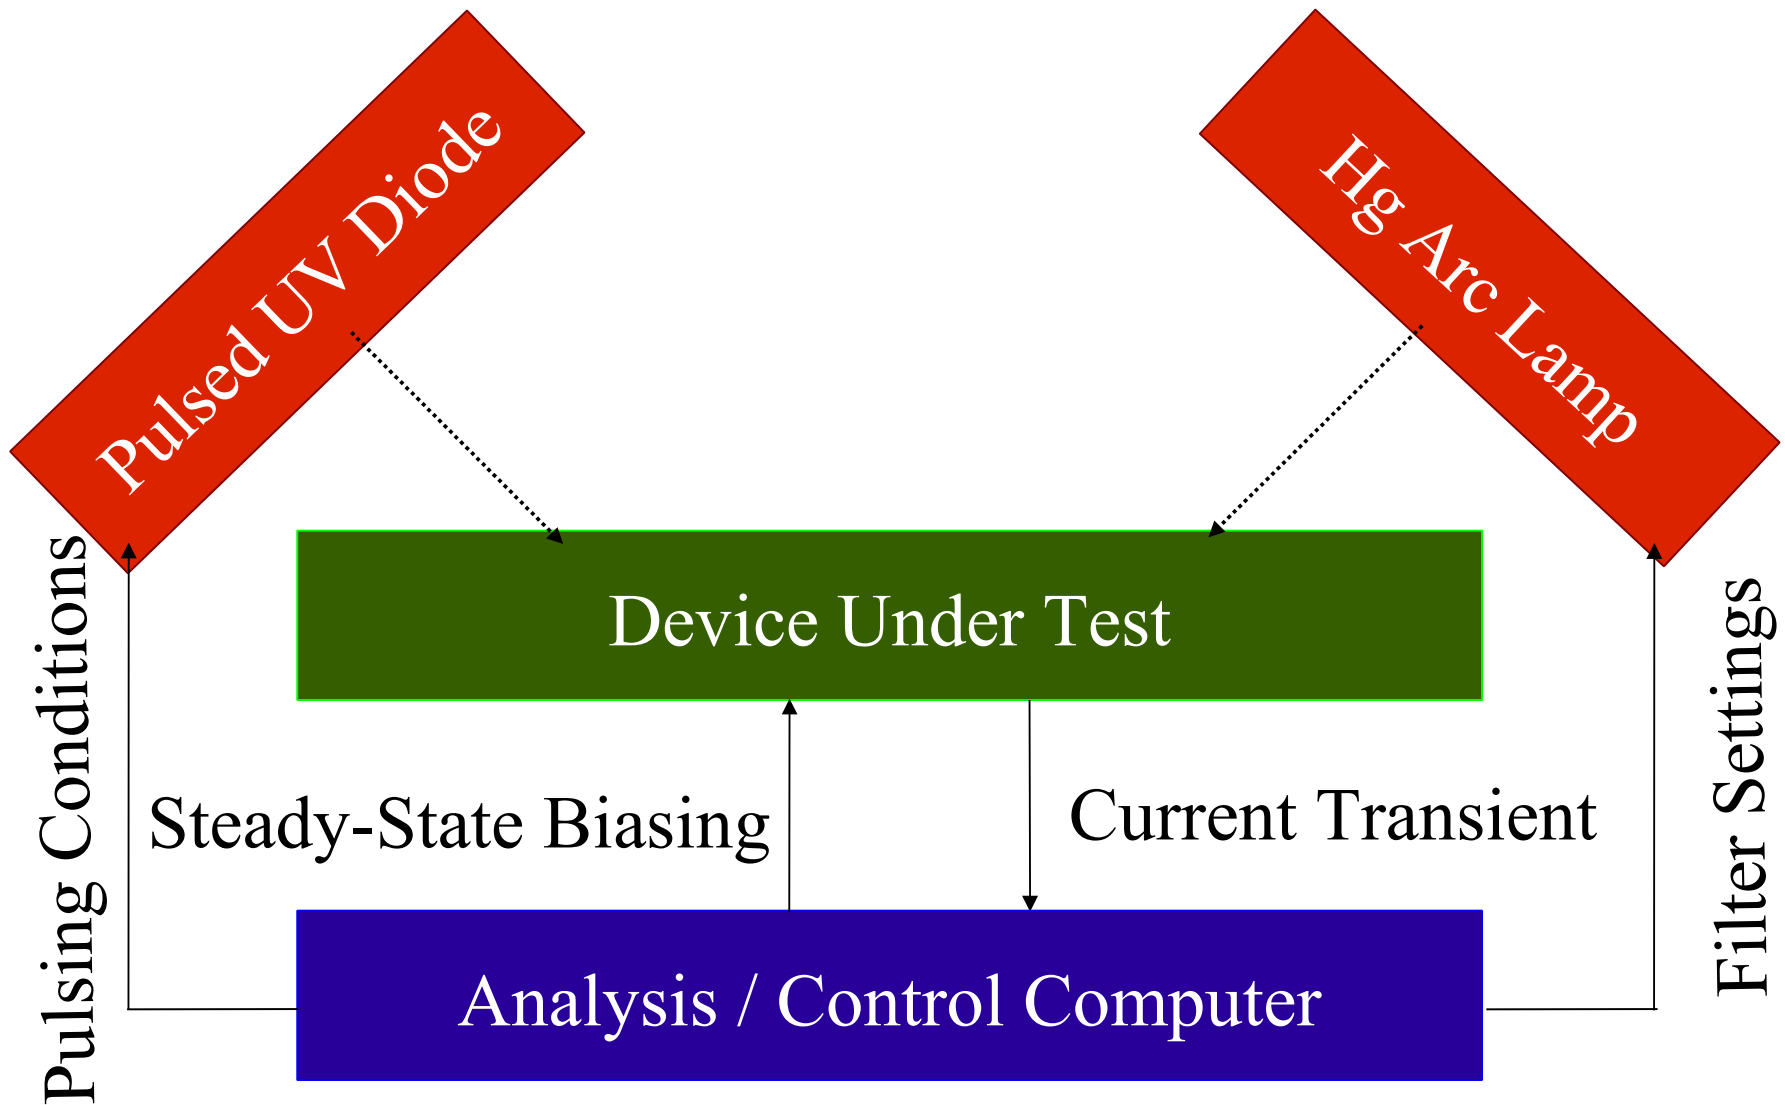 Pulsed UV Diode
Hg Arc Lamp
Device Under Test
Pulsing Conditions
Steady-State Biasing
Current Transient
Filter Settings
Analysis / Control Computer